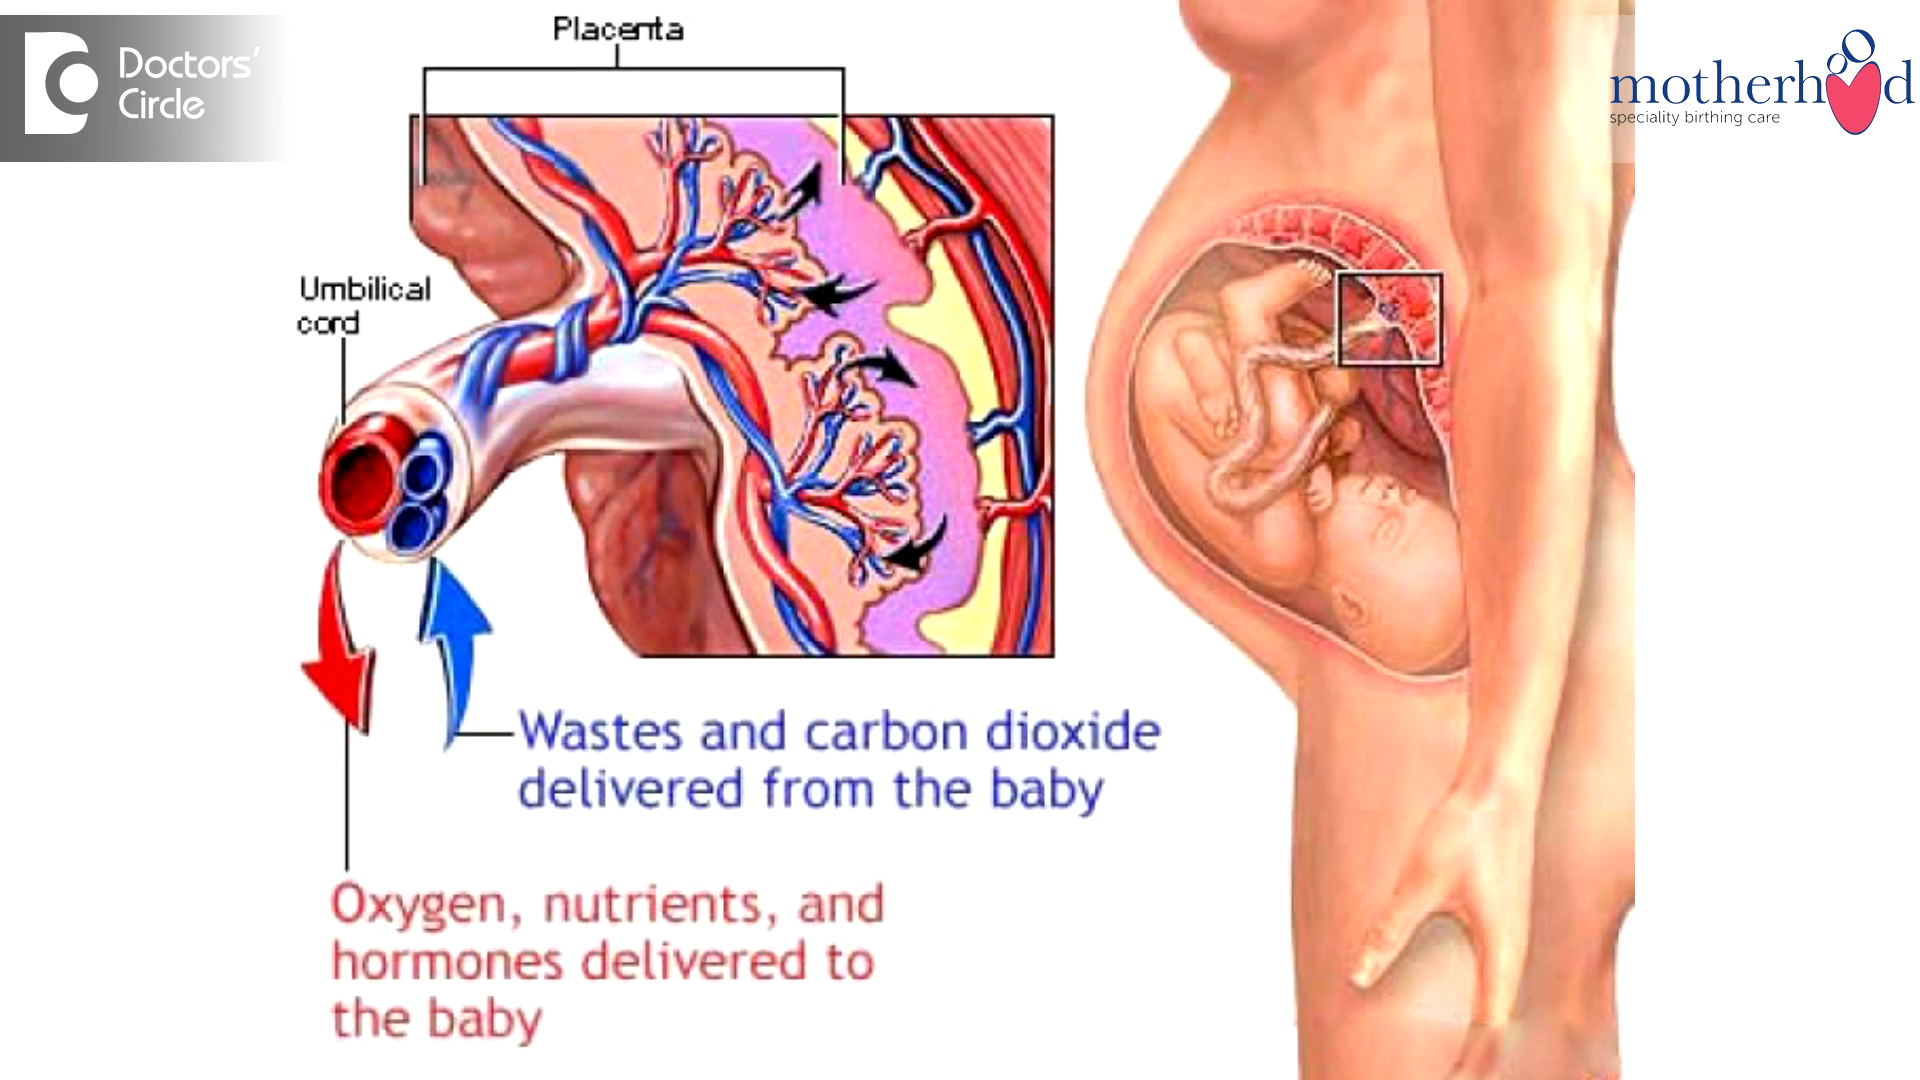 Doctors'
Circle
Placenta
motherhood
speciality birthing care
Umbilical
cord
Wastes and carbon dioxide
delivered from the baby
Oxygen, nutrients, and
hormones delivered to
the baby